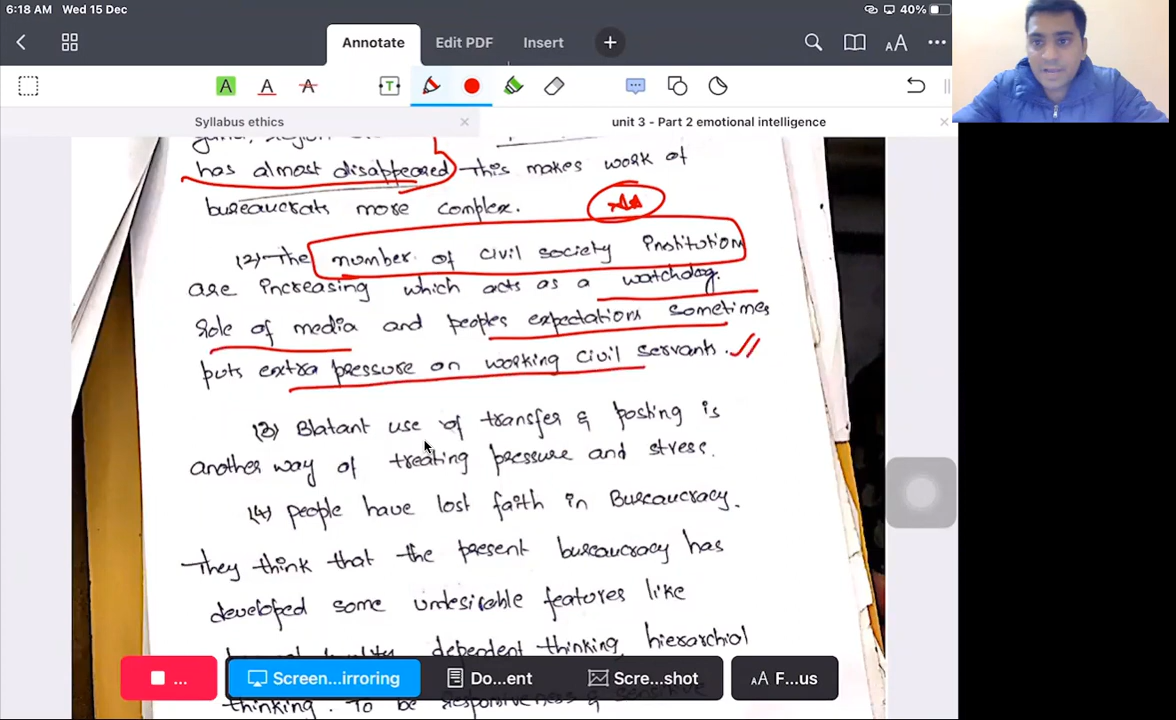 6:18 AM Wed 15 Dec
40%
Annotate
Edit PDF
Insert
AA
A A A T
Syllabus ethics
unit 3 - Part 2 emotional intelligence
has almost disappeared. This makes work of
bureaucrats more complex.
(2) The number of civil society Institution
are increasing which acts as a watchdog.
Role of media and peoples expectations sometimes
puts extra pressure on working civil servants.
(3) Blatant use of transfer & posting is
another way of treating pressure and stress.
(4) people have lost faith in Bureaucracy.
They think that the present bureaucracy has
developed some undesirable features like
dependent thinking, hierarchial
thinking. To be Responsiveness & sensitive
...
Screen...irroring
Do...ent
Scre...shot
AA F...us